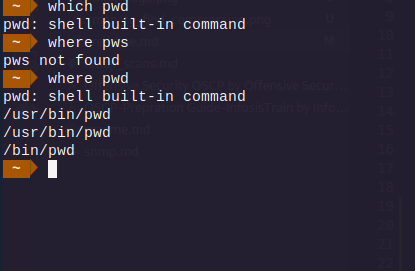 ~ which pwd
pwd: shell built-in command
~ where pws
pws not found
~ where pwd
pwd: shell built-in command
/usr/bin/pwd
/usr/bin/pwd
/bin/pwd
~